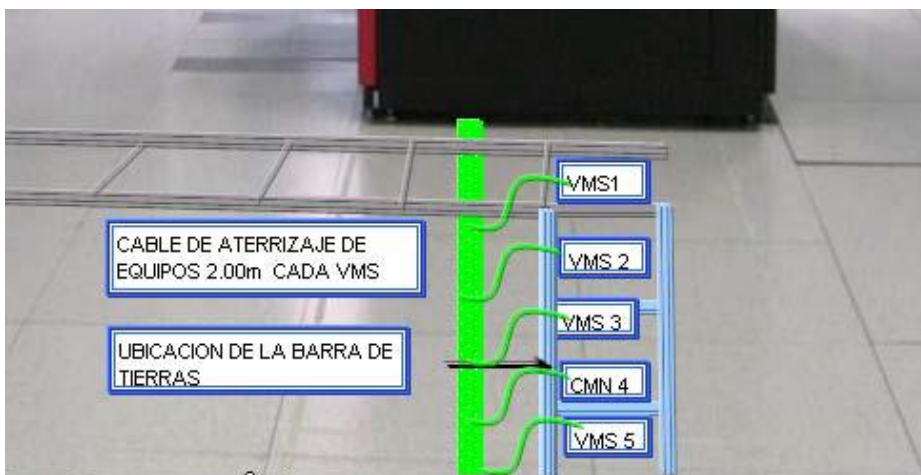 VMS1
CABLE DE ATERRIZAJE DE
EQUIPOS 2.00m CADA VMS
VMS 2
VMS 3
UBICACION DE LA BARRA DE
TIERRAS
CMN 4
VMS 5